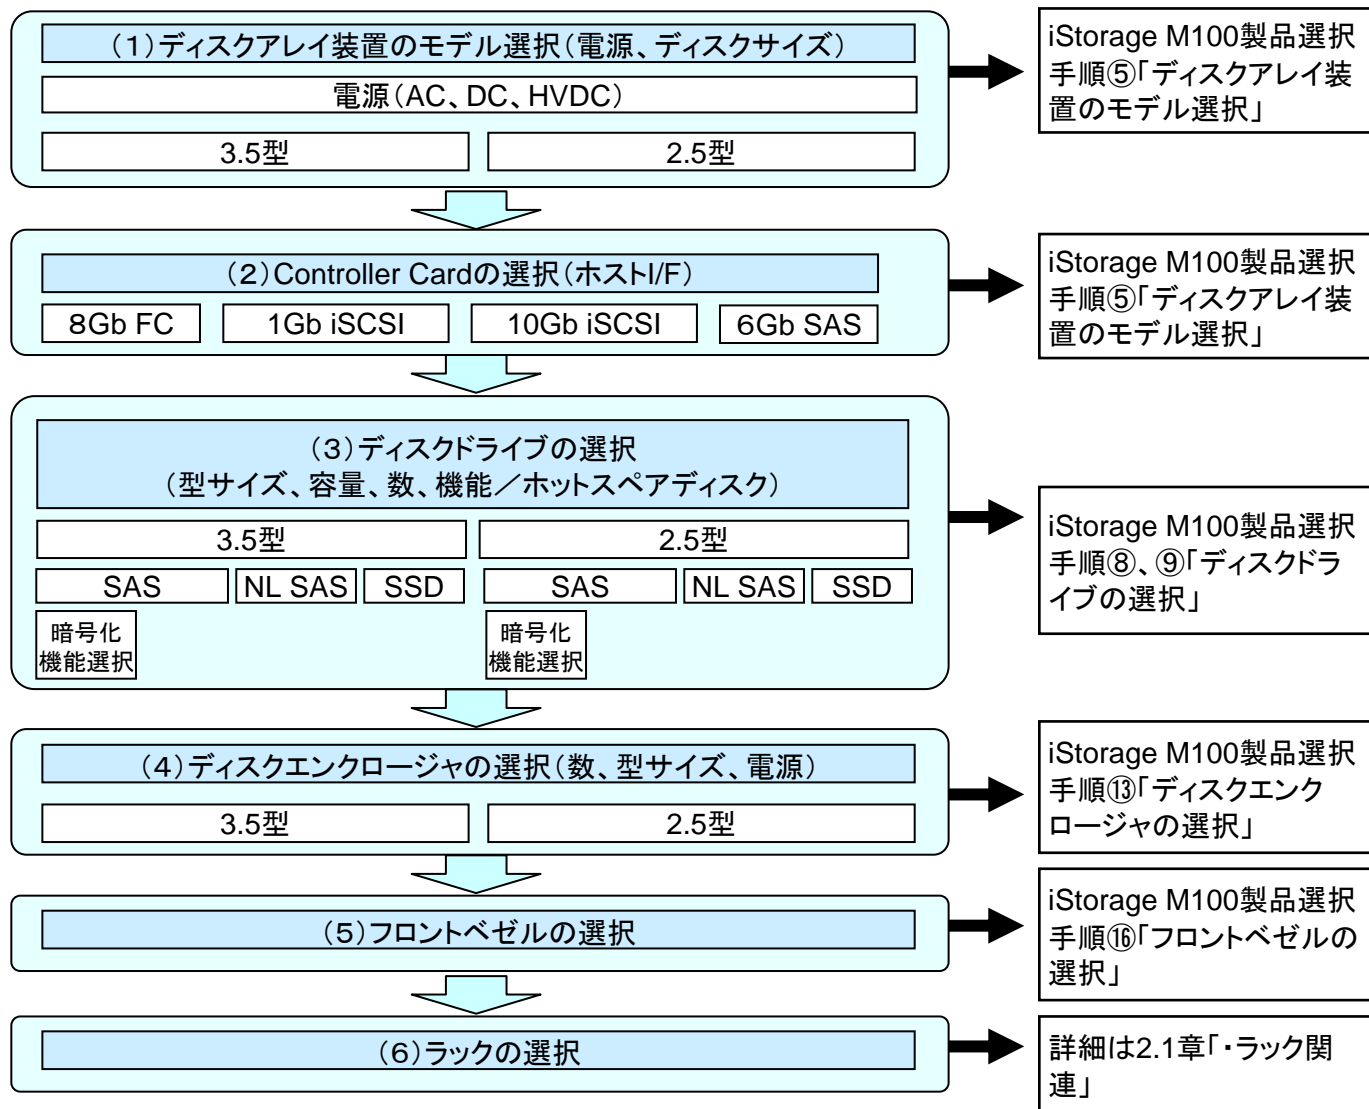 （１）ディスクアレイ装置のモデル選択（電源、ディスクサイズ）
電源（AC、DC、HVDC）
3.5型
2.5型
iStorage M100製品選択
手順⑤「ディスクアレイ装
置のモデル選択」
（２）Controller Cardの選択（ホストI/F）
8Gb FC
1Gb iSCSI
10Gb iSCSI
6Gb SAS
iStorage M100製品選択
手順⑤「ディスクアレイ装
置のモデル選択」
（３）ディスクドライブの選択
（型サイズ、容量、数、機能／ホットスペアディスク）
3.5型
2.5型
SAS
NL SAS
SSD
SAS
NL SAS
SSD
暗号化
機能選択
暗号化
機能選択
iStorage M100製品選択
手順⑧、⑨「ディスクドラ
イブの選択」
（４）ディスクエンクロージャの選択（数、型サイズ、電源）
3.5型
2.5型
iStorage M100製品選択
手順⑬「ディスクエンク
ロージャの選択」
（５）フロントベゼルの選択
iStorage M100製品選択
手順⑯「フロントベゼルの
選択」
（６）ラックの選択
詳細は2.1章「・ラック関
連」